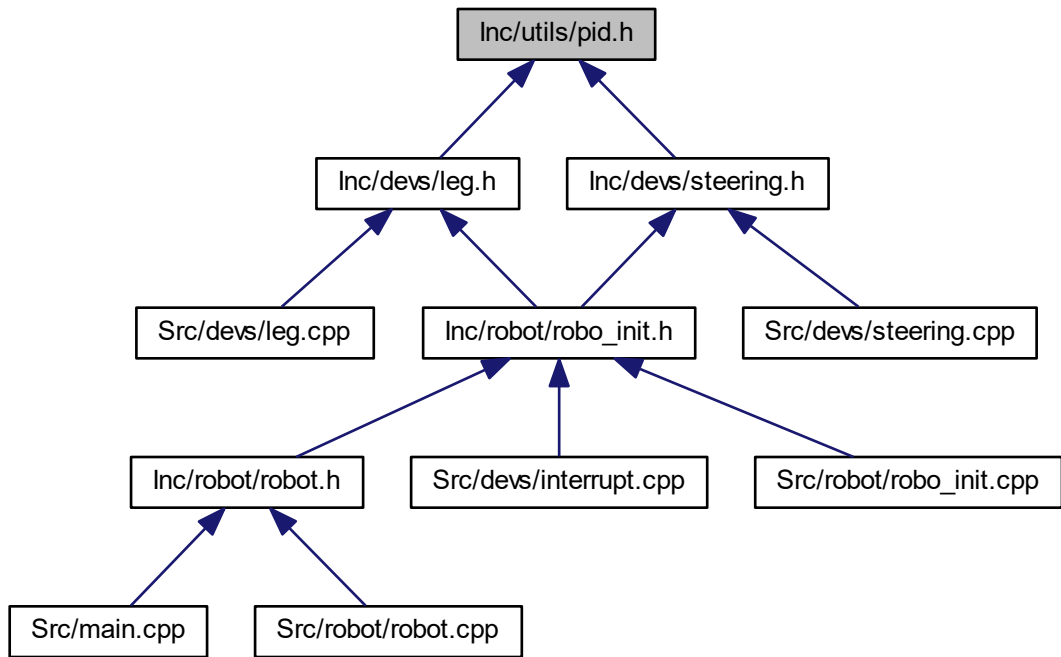 Inc/utils/pid.h
Inc/devs/leg.h
Inc/devs/steering.h
Src/devs/leg.cpp
Inc/robot/robo_init.h
Src/devs/steering.cpp
Inc/robot/robot.h
Src/devs/interrupt.cpp
Src/robot/robo_init.cpp
Src/main.cpp
Src/robot/robot.cpp